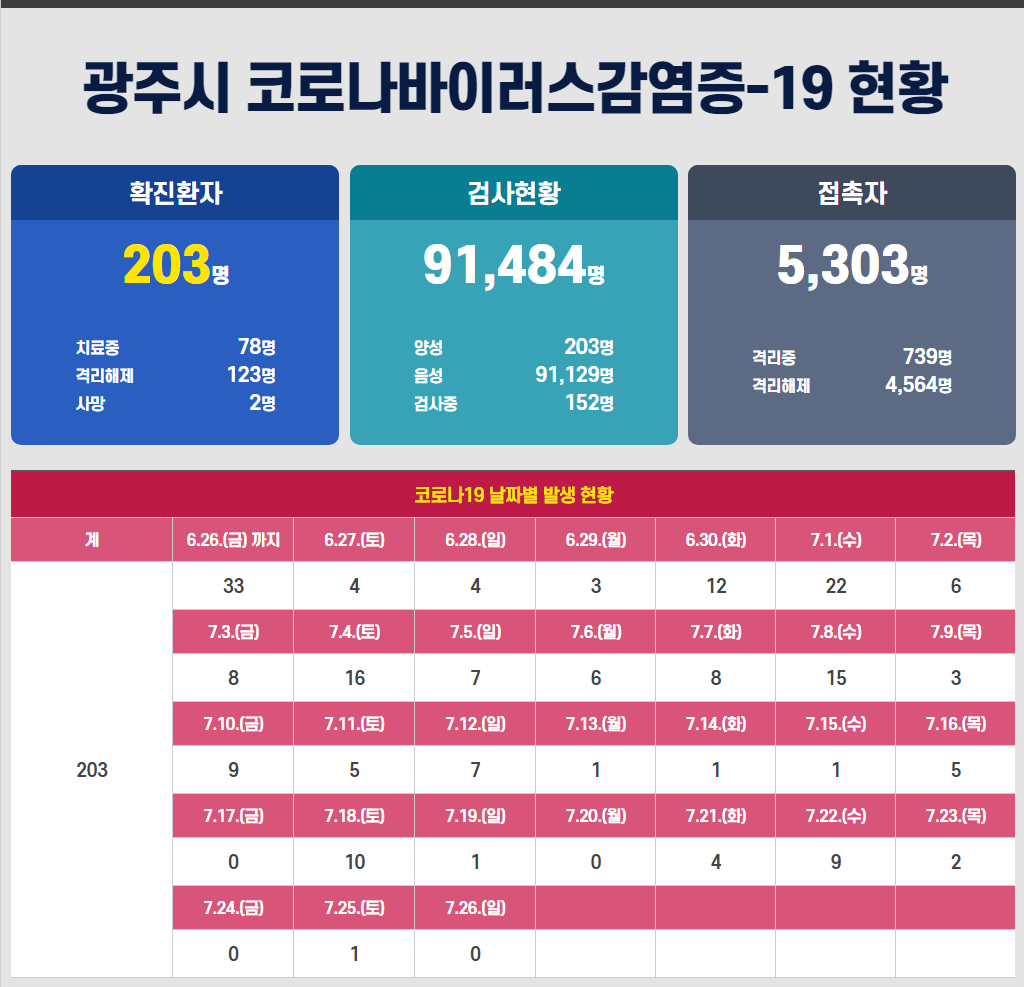 광주시 코로나바이러스감염증-19 현황
확진환자
203명
치료중 78명
격리해제 123명
사망 2명
검사현황
91,484명
양성 203명
음성 91,129명
검사중 152명
접촉자
5,303명
격리중 739명
격리해제 4,564명
코로나19 날짜별 발생 현황
계 6.26.(금) 까지 6.27.(토) 6.28.(일) 6.29.(월) 6.30.(화) 7.1.(수) 7.2.(목)
33 4 4 3 12 22 6
7.3.(금) 7.4.(토) 7.5.(일) 7.6.(월) 7.7.(화) 7.8.(수) 7.9.(목)
8 16 7 6 8 15 3
7.10.(금) 7.11.(토) 7.12.(일) 7.13.(월) 7.14.(화) 7.15.(수) 7.16.(목)
203 9 5 7 1 1 1 5
7.17.(금) 7.18.(토) 7.19.(일) 7.20.(월) 7.21.(화) 7.22.(수) 7.23.(목)
0 10 1 0 4 9 2
7.24.(금) 7.25.(토) 7.26.(일)
0 1 0